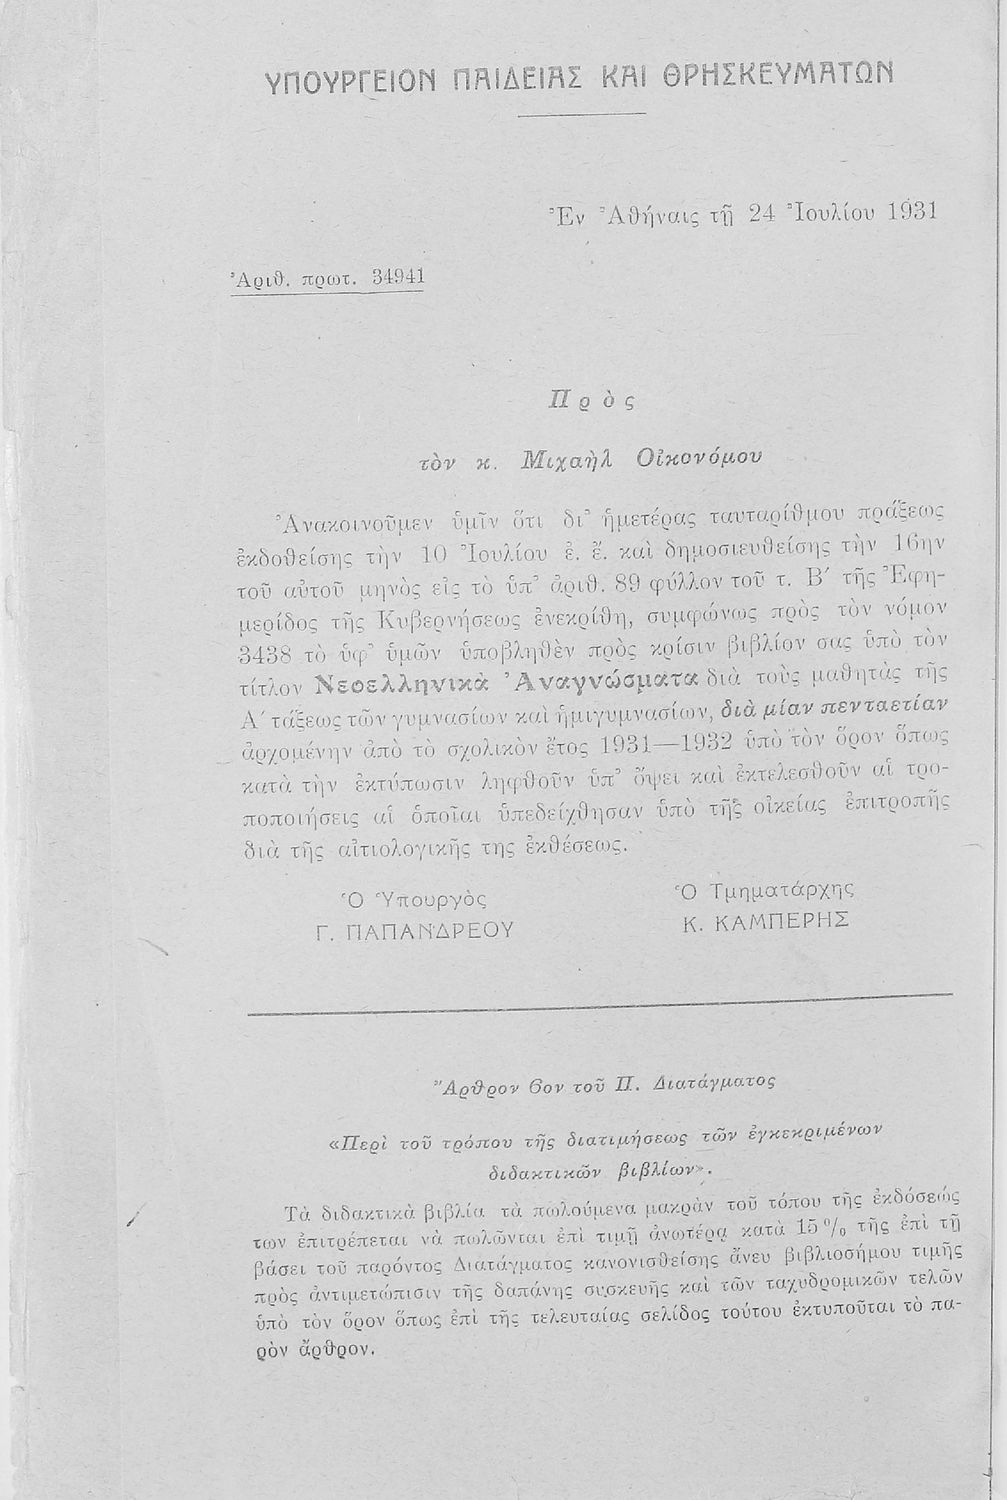 ΥΠΟΥΡΓΕΙΟΝ ΠΑΙΔΕΙΑΣ ΚΑΙ ΘΡΗΣΚΕΥΜΑΤΩΝ
Ἐν Ἀθήναις τῇ 24 Ἰουλίου 1931
Ἀριθ. πρωτ. 34941
Πρὸς
τὸν κ. Μιχαὴλ Οἰκονόμου
Ἀνακοινοῦμεν ὑμῖν ὅτι δι’ ἡμετέρας ταυταρίθμου πράξεως
ἐκδοθείσης τὴν 10 Ἰουλίου ἐ. ἔ. καὶ δημοσιευθείσης τὴν 16ην
τοῦ αὐτοῦ μηνὸς εἰς τὸ ὑπ’ ἀριθ. 89 φύλλον τοῦ τ. Β′ τῆς Ἐφη-
μερίδος τῆς Κυβερνήσεως ἐνεκρίθη, συμφώνως πρὸς τὸν νόμον
3438 τὸ ὑφ’ ὑμῶν ὑποβληθὲν πρὸς κρίσιν βιβλίον σας ὑπὸ τὸν
τίτλον Νεοελληνικὰ Ἀναγνώσματα διὰ τοὺς μαθητὰς τῆς
Α′ τάξεως τῶν γυμνασίων καὶ ἡμιγυμνασίων, διὰ μίαν πενταετίαν
ἀρχομένην ἀπὸ τὸ σχολικὸν ἔτος 1931—1932 ὑπὸ τὸν ὅρον ὅπως
κατὰ τὴν ἐκτύπωσιν ληφθοῦν ὑπ’ ὄψει καὶ ἐκτελεσθοῦν αἱ τρο-
ποποιήσεις αἱ ὁποῖαι ὑπεδείχθησαν ὑπὸ τῆς οἰκείας ἐπιτροπῆς
διὰ τῆς αἰτιολογικῆς της ἐκθέσεως.
Ὁ Ὑπουργὸς
Γ. ΠΑΠΑΝΔΡΕΟΥ
Ὁ Τμηματάρχης
Κ. ΚΑΜΠΕΡΗΣ
Ἄρθρον 6ον τοῦ Π. Διατάγματος
«Περὶ τοῦ τρόπου τῆς διατιμήσεως τῶν ἐγκεκριμένων
διδακτικῶν βιβλίων».
Τὰ διδακτικὰ βιβλία τὰ πωλούμενα μακρὰν τοῦ τόπου τῆς ἐκδόσεώς
των ἐπιτρέπεται νὰ πωλῶνται ἐπὶ τιμῇ ἀνωτέρᾳ κατὰ 15 % τῆς ἐπὶ τῇ
βάσει τοῦ παρόντος Διατάγματος κανονισθείσης ἄνευ βιβλιοσήμου τιμῆς
πρὸς ἀντιμετώπισιν τῆς δαπάνης συσκευῆς καὶ τῶν ταχυδρομικῶν τελῶν
ὑπὸ τὸν ὅρον ὅπως ἐπὶ τῆς τελευταίας σελίδος τούτου ἐκτυποῦται τὸ πα-
ρὸν ἄρθρον.